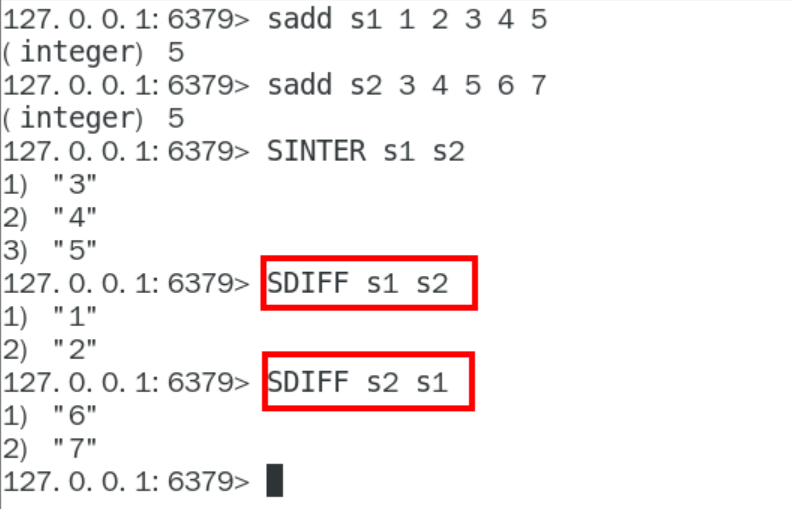 127.0.0.1:6379> sadd s1 1 2 3 4 5
(integer) 5
127.0.0.1:6379> sadd s2 3 4 5 6 7
(integer) 5
127.0.0.1:6379> SINTER s1 s2
1) "3"
2) "4"
3) "5"
127.0.0.1:6379> SDIFF s1 s2
1) "1"
2) "2"
127.0.0.1:6379> SDIFF s2 s1
1) "6"
2) "7"
127.0.0.1:6379>